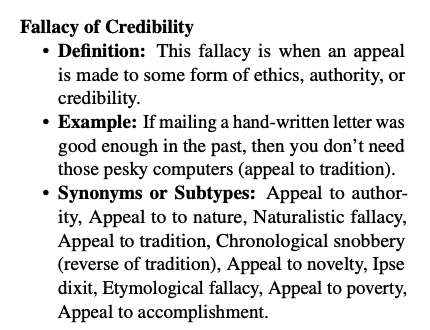 Fallacy of Credibility
• Definition: This fallacy is when an appeal
is made to some form of ethics, authority, or
credibility.
• Example: If mailing a hand-written letter was
good enough in the past, then you don't need
those pesky computers (appeal to tradition).
• Synonyms or Subtypes: Appeal to author-
ity, Appeal to to nature, Naturalistic fallacy,
Appeal to tradition, Chronological snobbery
(reverse of tradition), Appeal to novelty, Ipse
dixit, Etymological fallacy, Appeal to poverty,
Appeal to accomplishment.